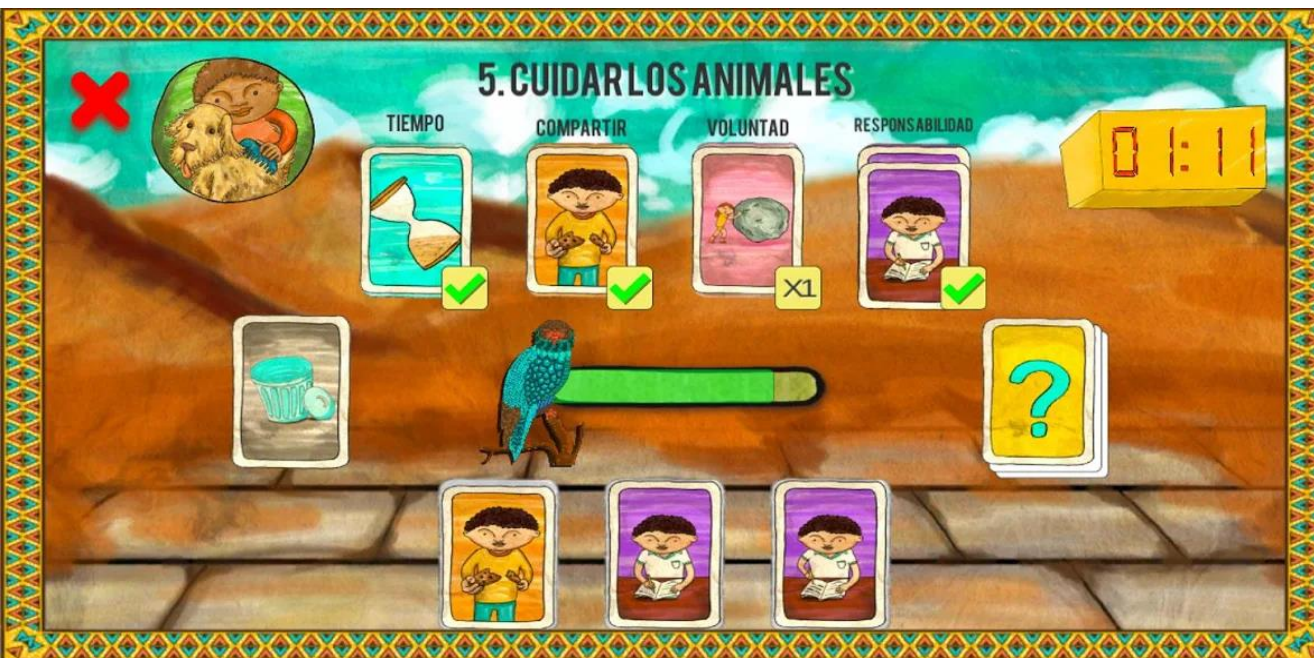 5. CUIDAR LOS ANIMALES
TIEMPO
COMPARTIR
VOLUNTAD
RESPONSABILIDAD
01:11
X1
?